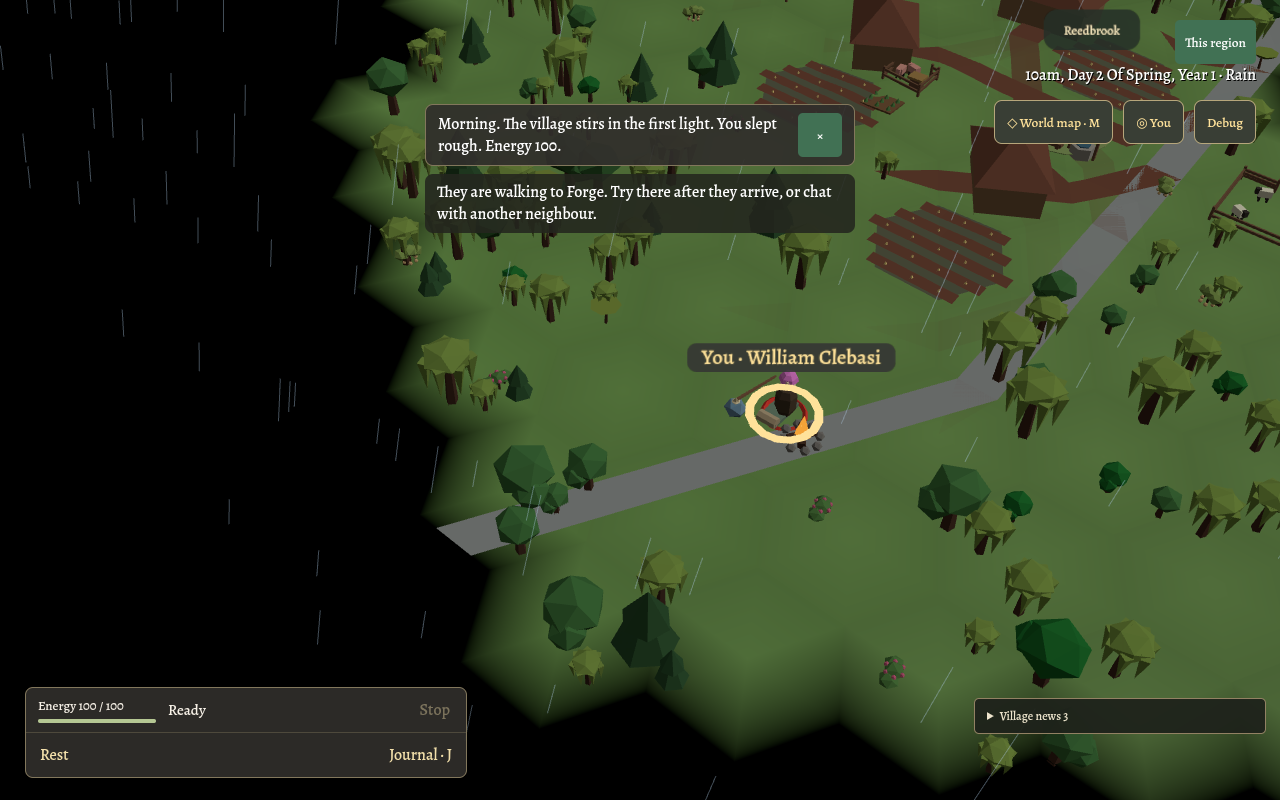 Reedbrook
This region
10am, Day 2 Of Spring, Year 1 · Rain
◇ World map · M
◎ You
Debug
Morning. The village stirs in the first light. You slept
rough. Energy 100.
×
They are walking to Forge. Try there after they arrive, or chat
with another neighbour.
You · William Clebasi
Energy 100 / 100
Ready
Stop
Rest
Journal · J
▶ Village news 3